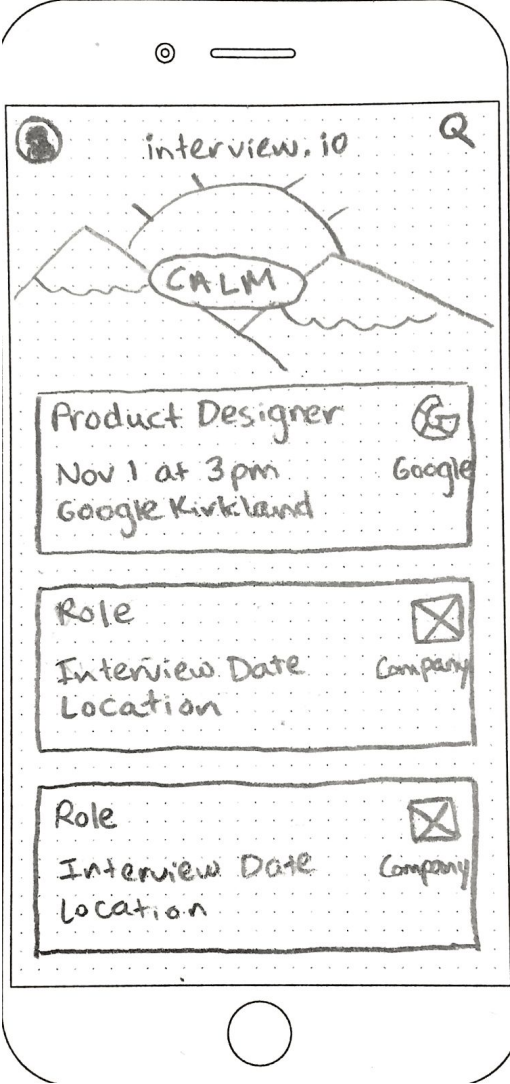 interview.io
CALM
Product Designer
Nov 1 at 3pm
Google Kirkland
G
Google
Role
Interview Date
Location
Company
Role
Interview Date
Location
Company